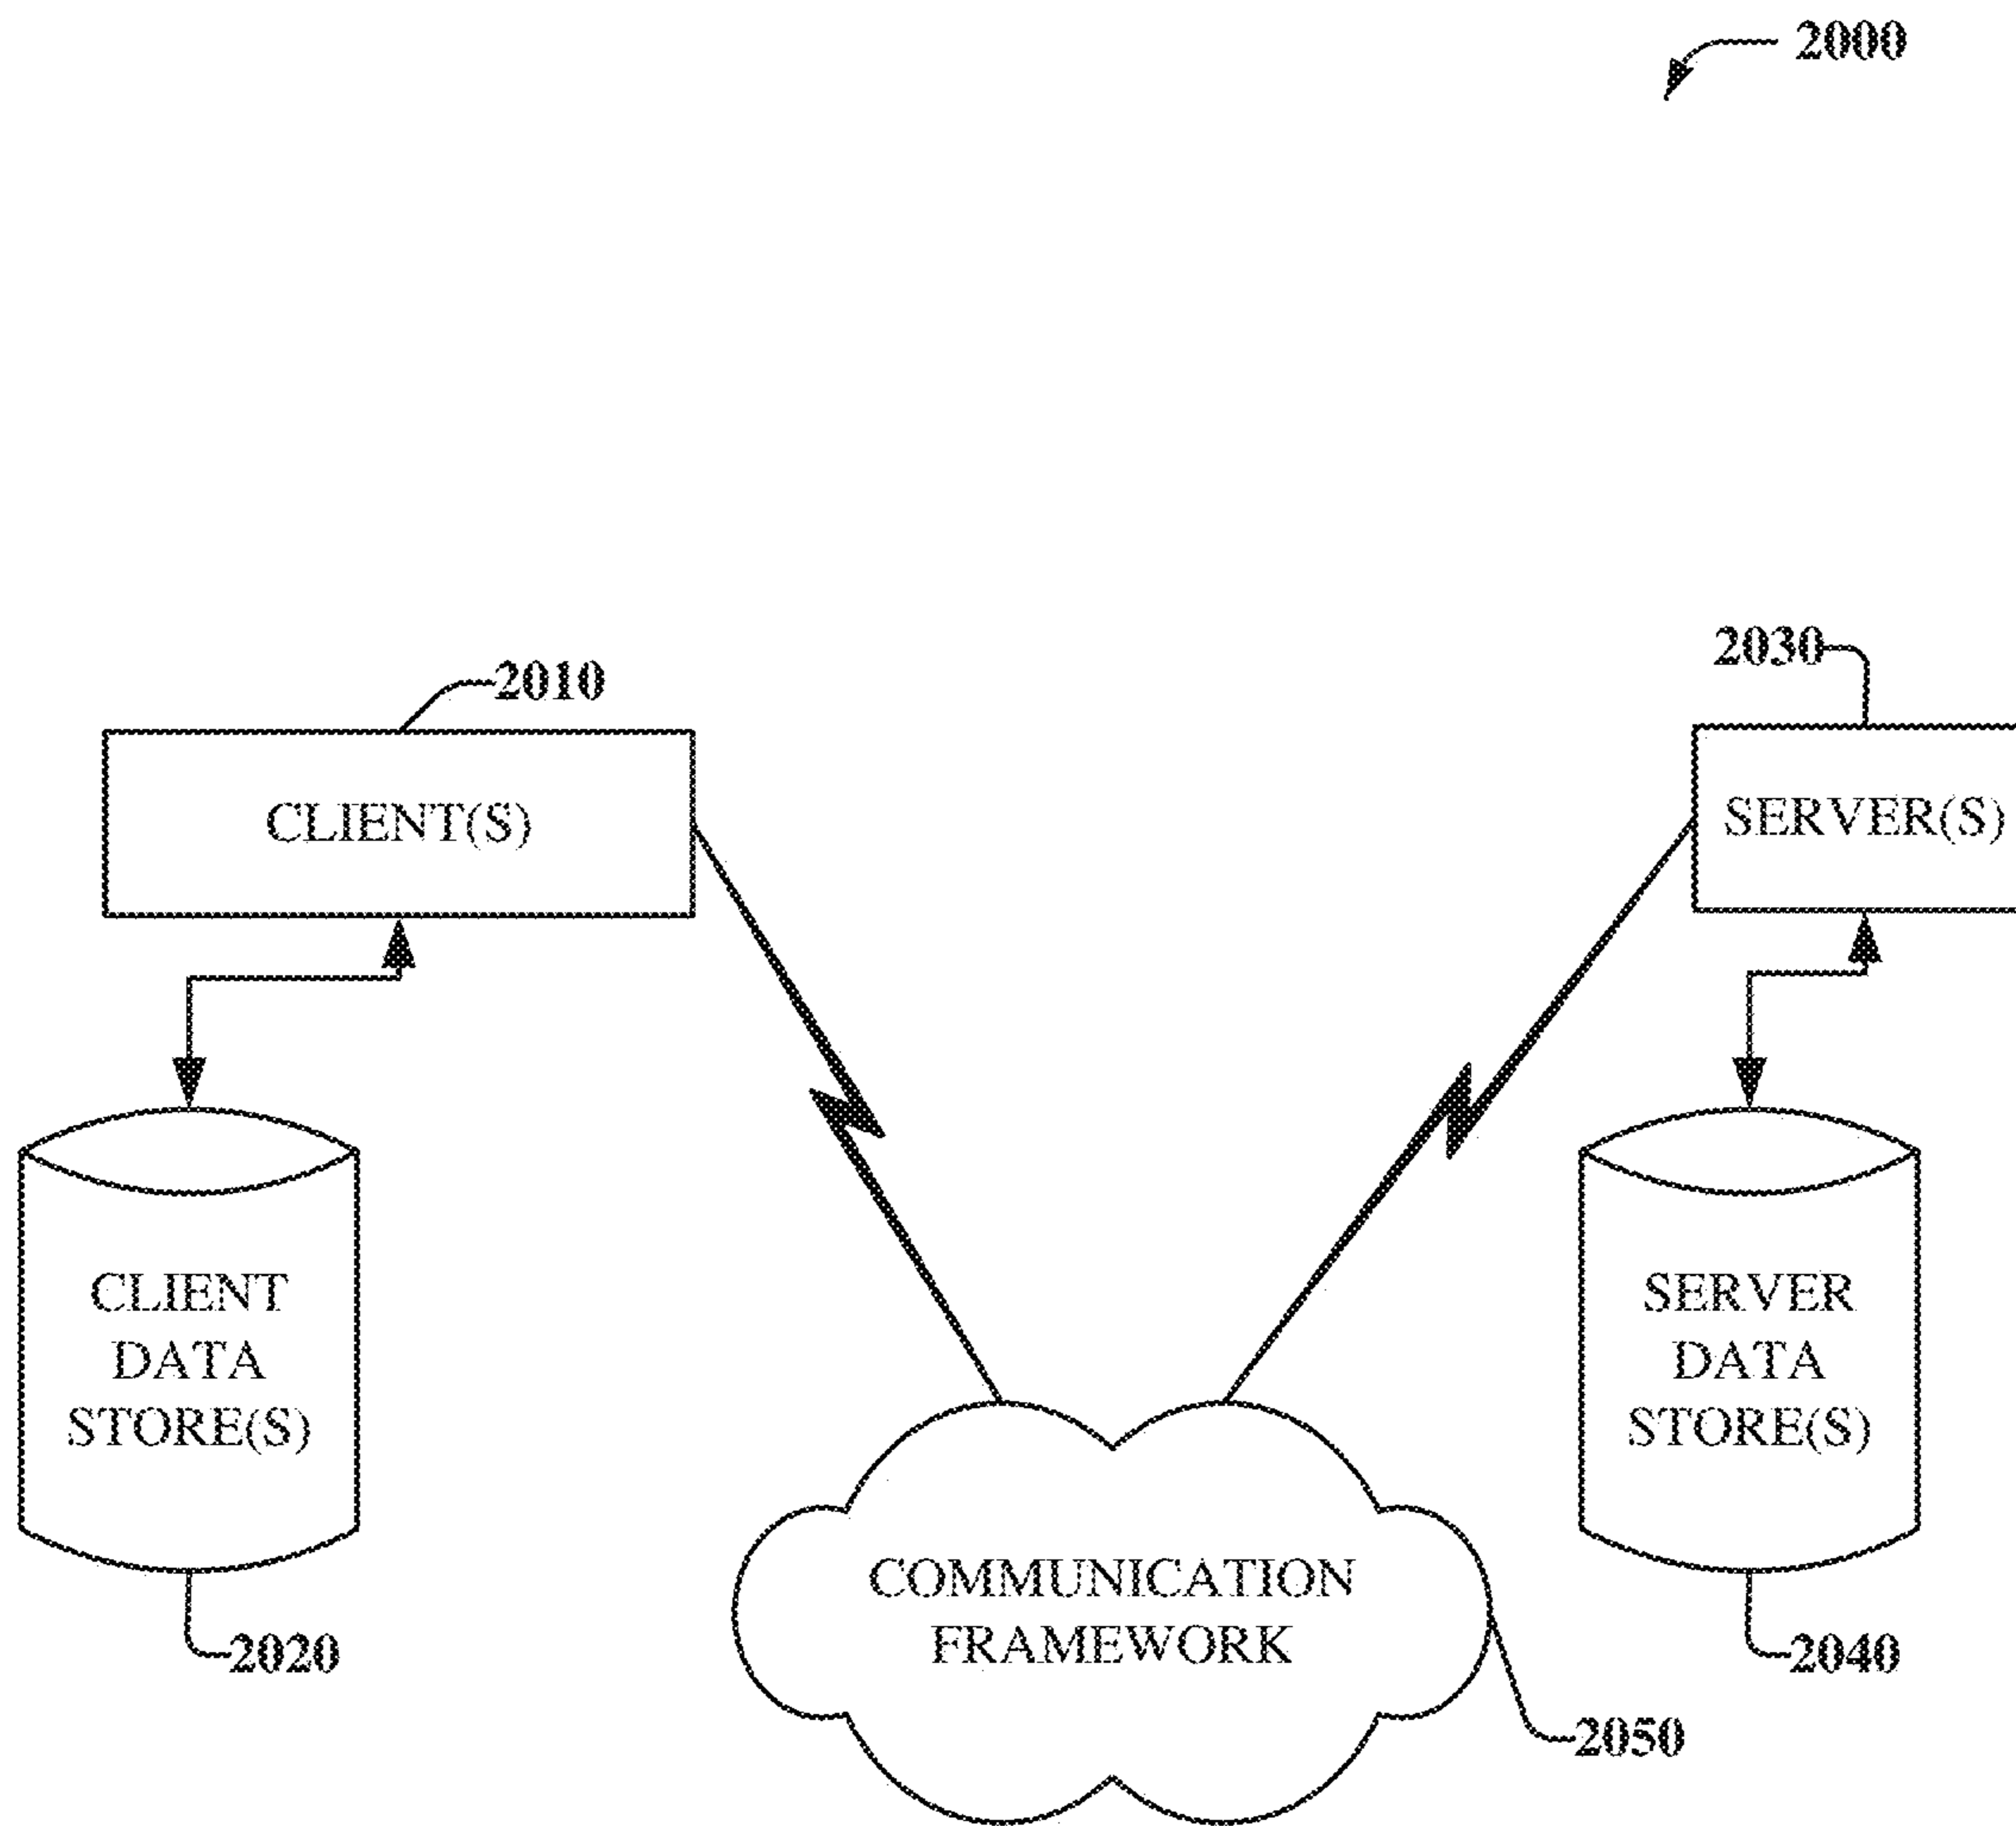 2000
2010
2030
CLIENT(S)
SERVER(S)
CLIENT
DATA
STORE(S)
SERVER
DATA
STORE(S)
COMMUNICATION
FRAMEWORK
2020
2040
2050